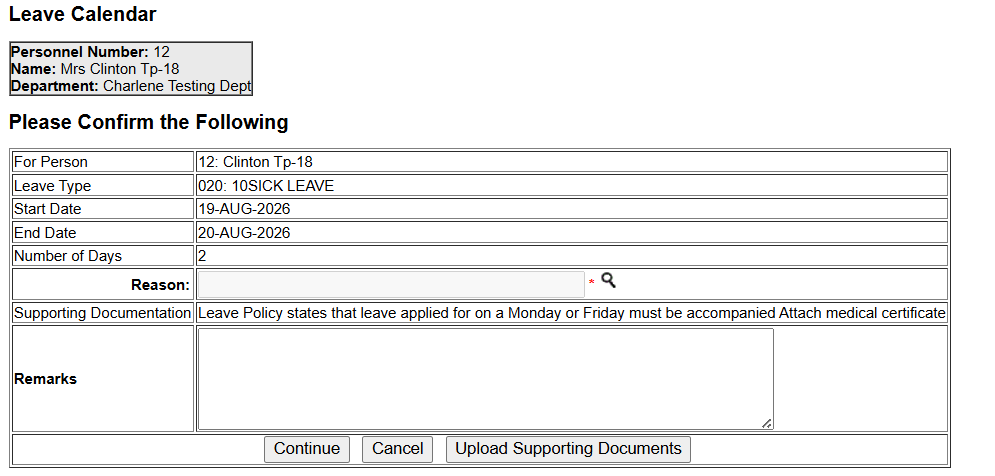 Leave Calendar
Personnel Number: 12
Name: Mrs Clinton Tp-18
Department: Charlene Testing Dept
Please Confirm the Following
For Person 12: Clinton Tp-18
Leave Type 020: 10SICK LEAVE
Start Date 19-AUG-2026
End Date 20-AUG-2026
Number of Days 2
Reason: *
Supporting Documentation Leave Policy states that leave applied for on a Monday or Friday must be accompanied Attach medical certificate
Remarks
Continue Cancel Upload Supporting Documents